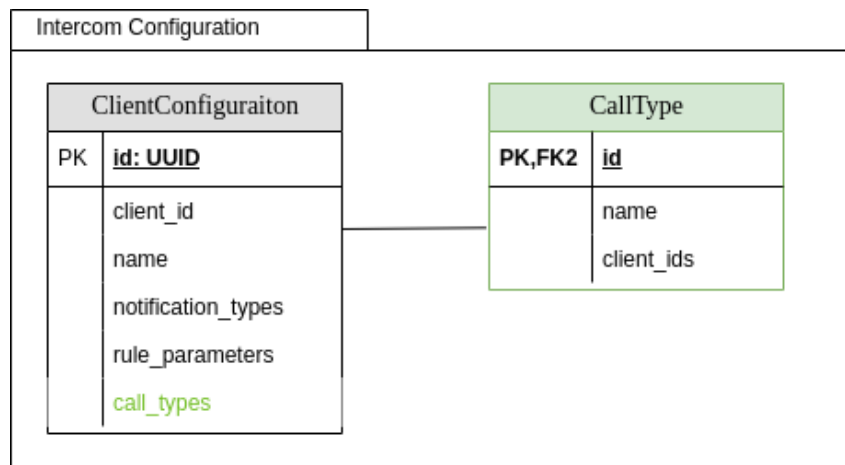 Intercom Configuration
ClientConfiguraiton
PK id: UUID
client_id
name
notification_types
rule_parameters
call_types
CallType
PK,FK2 id
name
client_ids